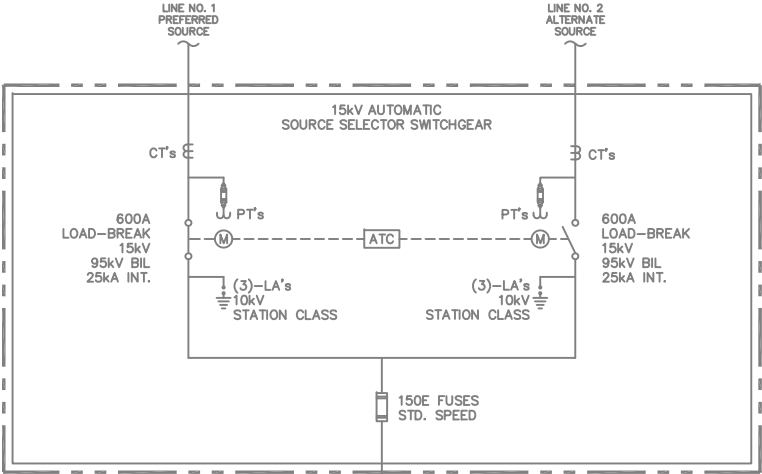 LINE NO. 1
PREFERRED
SOURCE
LINE NO. 2
ALTERNATE
SOURCE
15kV AUTOMATIC
SOURCE SELECTOR SWITCHGEAR
CT's
CT's
PT's
PT's
600A
LOAD-BREAK
15kV
95kV BIL
25kA INT.
M
ATC
M
600A
LOAD-BREAK
15kV
95kV BIL
25kA INT.
(3)-LA's
10kV
STATION CLASS
(3)-LA's
10kV
STATION CLASS
150E FUSES
STD. SPEED